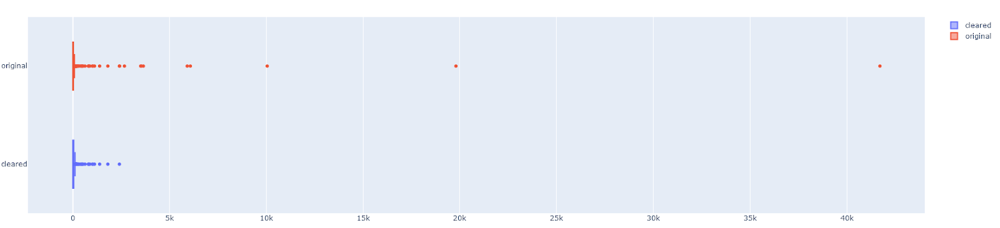 cleared
original
original
cleared
0 5k 10k 15k 20k 25k 30k 35k 40k